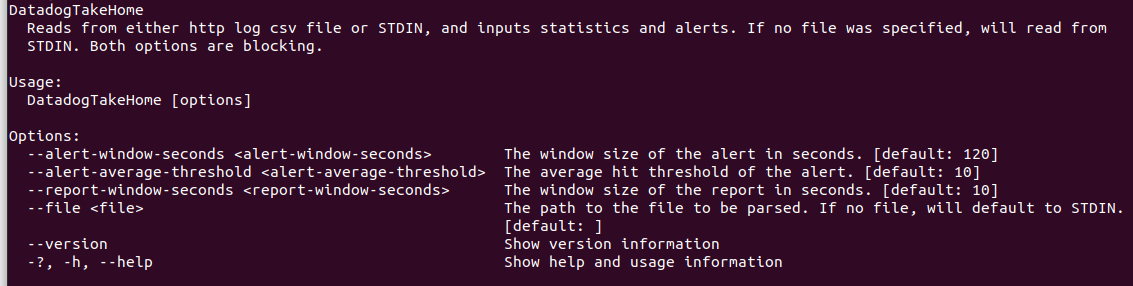 DatadogTakeHome
Reads from either http log csv file or STDIN, and inputs statistics and alerts. If no file was specified, will read from
STDIN. Both options are blocking.
Usage:
DatadogTakeHome [options]
Options:
--alert-window-seconds <alert-window-seconds> The window size of the alert in seconds. [default: 120]
--alert-average-threshold <alert-average-threshold> The average hit threshold of the alert. [default: 10]
--report-window-seconds <report-window-seconds> The window size of the report in seconds. [default: 10]
--file <file> The path to the file to be parsed. If no file, will default to STDIN.
[default: ]
--version Show version information
-?, -h, --help Show help and usage information